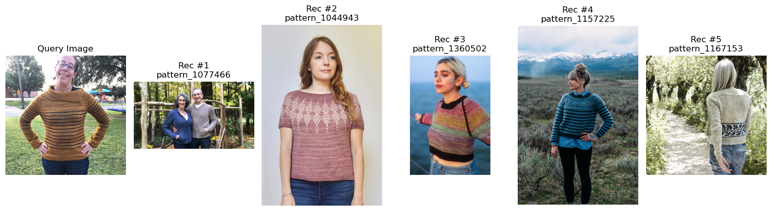 Query Image
Rec #1
pattern_1077466
Rec #2
pattern_1044943
Rec #3
pattern_1360502
Rec #4
pattern_1157225
Rec #5
pattern_1167153